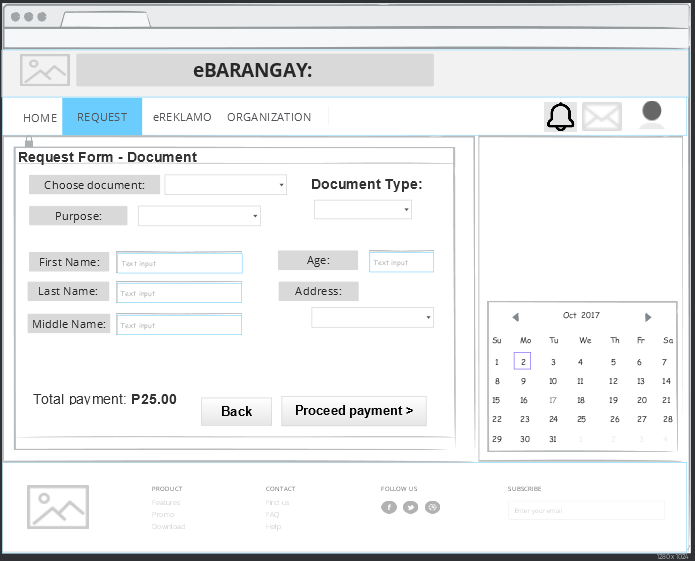 eBARANGAY:
HOME REQUEST eREKLAMO ORGANIZATION
Request Form - Document
Choose document: Document Type:
Purpose:
First Name: Text input Age: Text input
Last Name: Text input Address:
Middle Name: Text input
Total payment: P25.00 Back Proceed payment >
Oct 2017
Su Mo Tu We Th Fr Sa
1 2 3 4 5 6 7
8 9 10 11 12 13 14
15 16 17 18 19 20 21
22 23 24 25 26 27 28
29 30 31 1 2 3 4
PRODUCT CONTACT FOLLOW US SUBSCRIBE
Features Find us Enter your email
Promo FAQ
Download Help
1280 x 1024